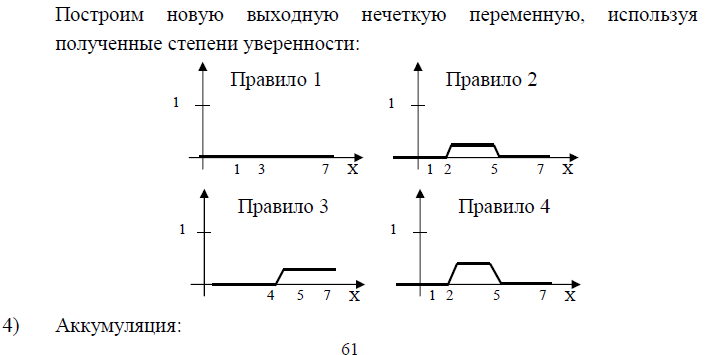 Построим новую выходную нечеткую переменную, используя
полученные степени уверенности:
Правило 1
1
1 3 7 X
Правило 2
1
1 2 5 7 X
Правило 3
1
4 5 7 X
Правило 4
1
1 2 5 7 X
4) Аккумуляция:
61